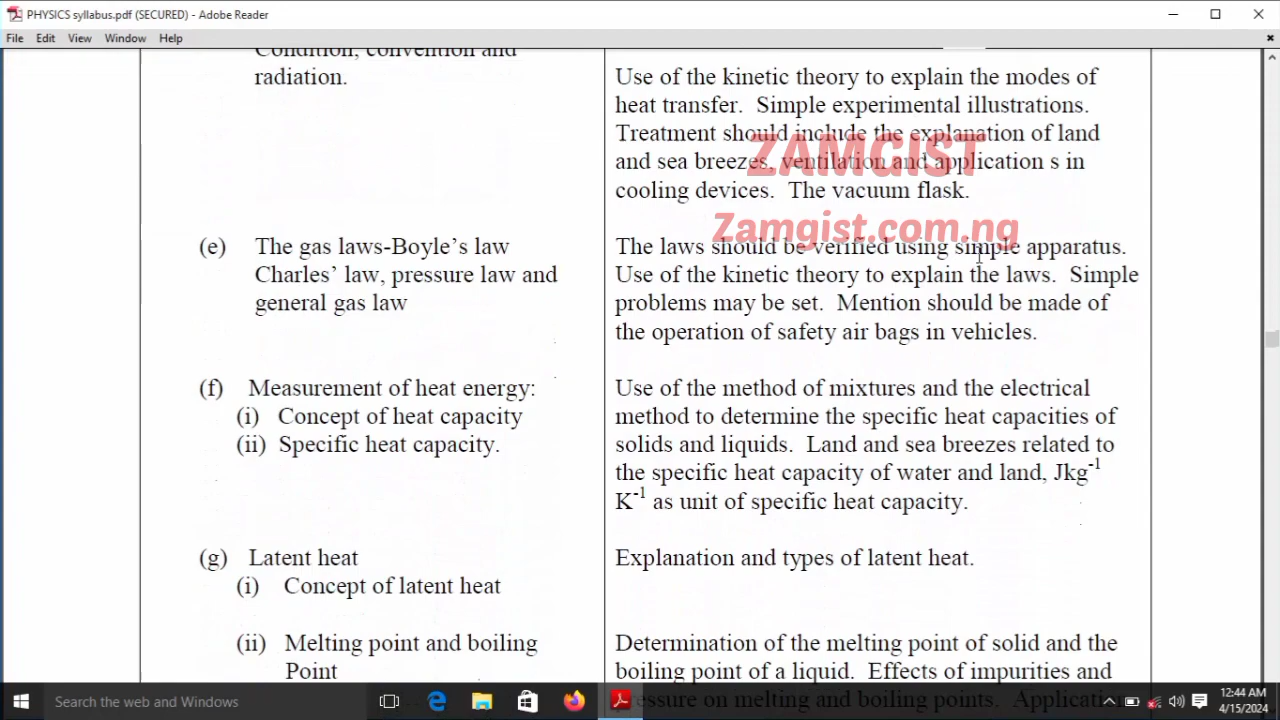 PHYSICS syllabus.pdf (SECURED) - Adobe Reader
File Edit View Window Help
Condition, convention and
radiation.
Use of the kinetic theory to explain the modes of
heat transfer. Simple experimental illustrations.
Treatment should include the explanation of land
and sea breezes, ventilation and application s in
cooling devices. The vacuum flask.
ZAMGIST
Zamgist.com.ng
(e) The gas laws-Boyle's law
Charles' law, pressure law and
general gas law
The laws should be verified using simple apparatus.
Use of the kinetic theory to explain the laws. Simple
problems may be set. Mention should be made of
the operation of safety air bags in vehicles.
(f) Measurement of heat energy:
(i) Concept of heat capacity
(ii) Specific heat capacity.
Use of the method of mixtures and the electrical
method to determine the specific heat capacities of
solids and liquids. Land and sea breezes related to
the specific heat capacity of water and land, Jkg-1
K-1 as unit of specific heat capacity.
(g) Latent heat
(i) Concept of latent heat
Explanation and types of latent heat.
(ii) Melting point and boiling
Point
Determination of the melting point of solid and the
boiling point of a liquid. Effects of impurities and
pressure on melting and boiling points. Application
Search the web and Windows
12:44 AM
4/15/2024